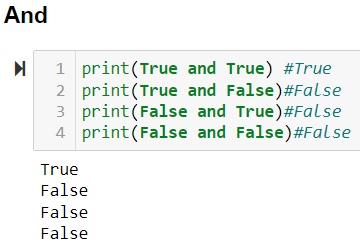 And
1 print(True and True) #True
2 print(True and False)#False
3 print(False and True)#False
4 print(False and False)#False
True
False
False
False